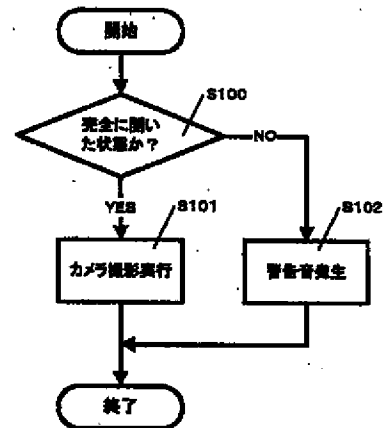 開始
S100
完全に開い
た状態か？
NO
YES
S101
S102
カメラ撮影実行
警告音発生
終了